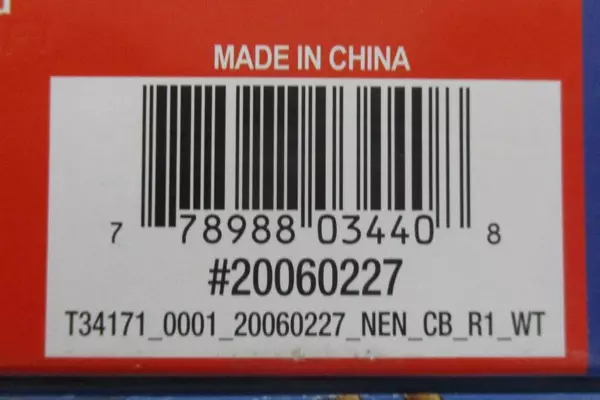 MADE IN CHINA
7 78988 03440 8
#20060227
T34171_0001_20060227_NEN_CB_R1_WT